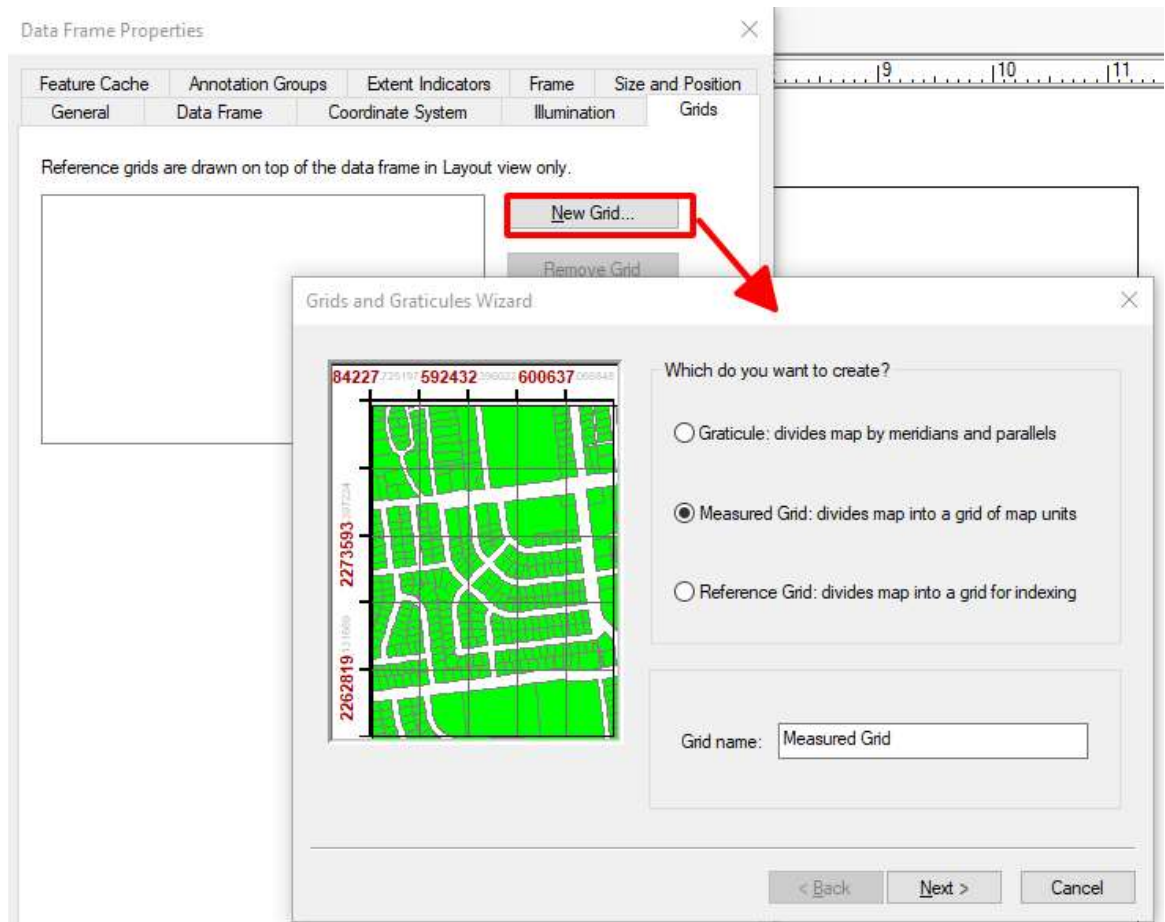 Data Frame Properties
Feature Cache Annotation Groups Extent Indicators Frame Size and Position
General Data Frame Coordinate System Illumination Grids
9 10 11
Reference grids are drawn on top of the data frame in Layout view only.
New Grid...
Remove Grid
Grids and Graticules Wizard
84227 592432 600637
2273593
2262819
Which do you want to create?
Graticule: divides map by meridians and parallels
Measured Grid: divides map into a grid of map units
Reference Grid: divides map into a grid for indexing
Grid name: Measured Grid
< Back Next > Cancel